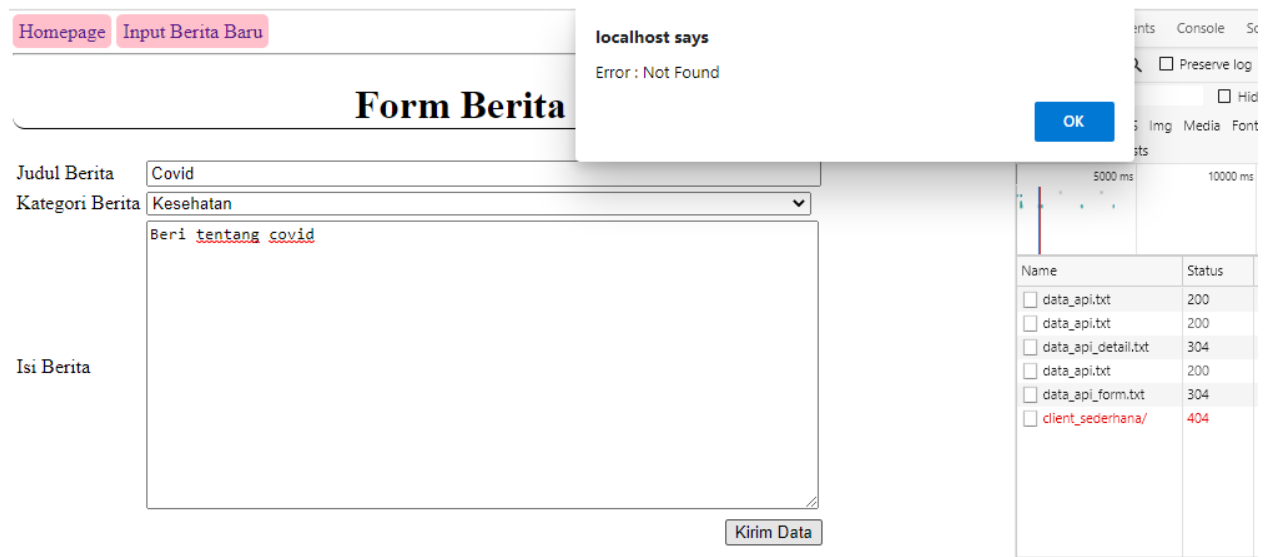 Homepage Input Berita Baru
localhost says
Error : Not Found
OK
Form Berita
Judul Berita Covid
Kategori Berita Kesehatan
Beri tentang covid
Isi Berita
Kirim Data
Console
Preserve log
Img Media Font
5000 ms 10000 ms
Name Status
data_api.txt 200
data_api.txt 200
data_api_detail.txt 304
data_api.txt 200
data_api_form.txt 304
client_sederhana/ 404